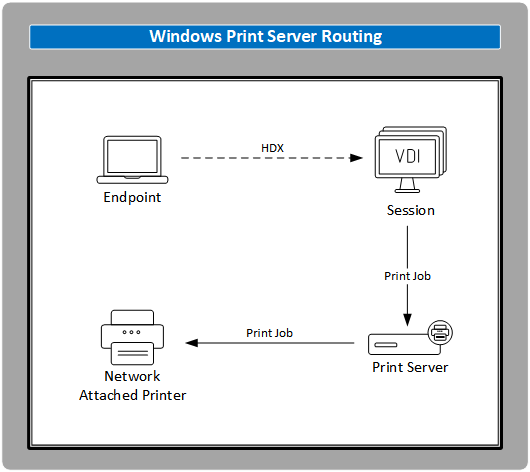 Windows Print Server Routing
HDX
VDI
Endpoint
Session
Print Job
Print Job
Print Server
Network
Attached Printer